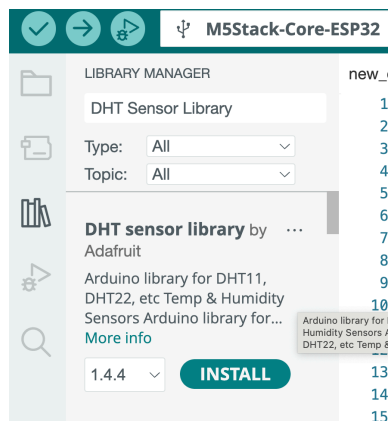 M5Stack-Core-ESP32
LIBRARY MANAGER
DHT Sensor Library
Type: All
Topic: All
DHT sensor library by
Adafruit
Arduino library for DHT11,
DHT22, etc Temp & Humidity
Sensors Arduino library for...
More info
1.4.4
INSTALL
new_
1
2
3
4
5
6
7
8
9
10
Arduino library for
Humidity Sensors
DHT22, etc Temp &
13
14
15